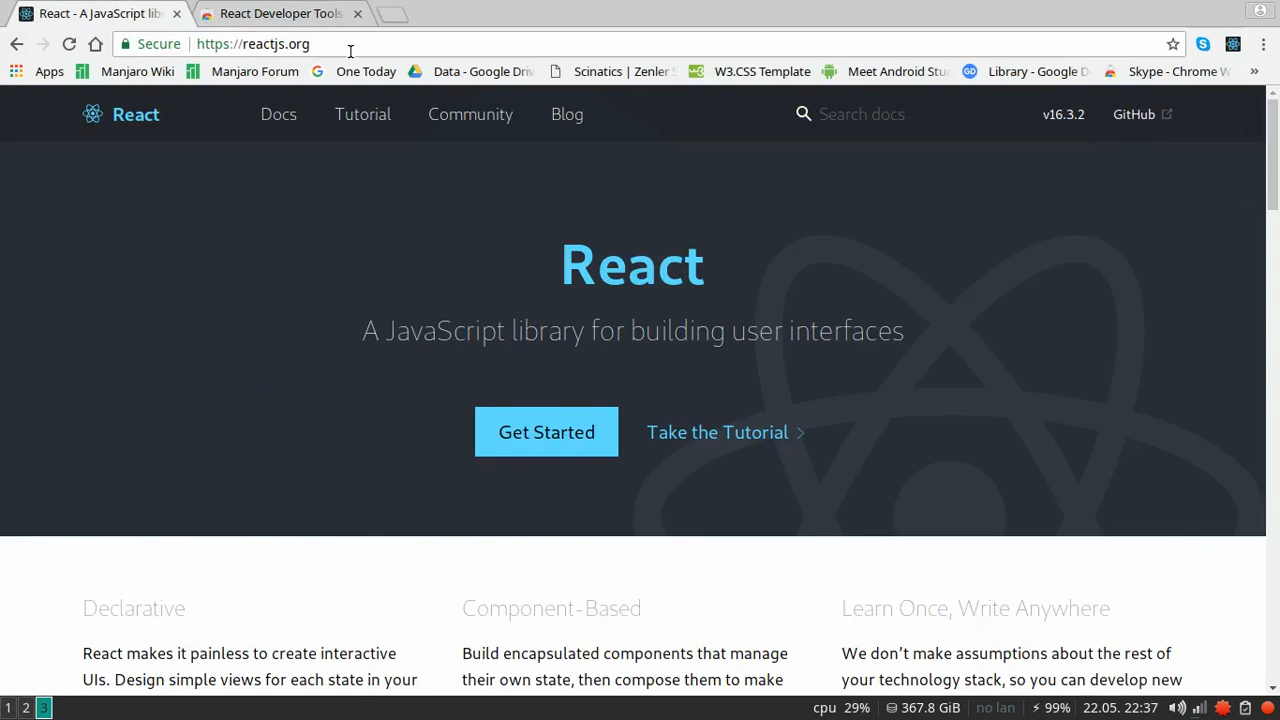 React - A JavaScript lib
React Developer Tools
Secure
https://reactjs.org
Apps
Manjaro Wiki
Manjaro Forum
One Today
Data - Google Driv
Scinatics | Zenler S
W3.CSS Template
Meet Android Stu
Library - Google D
Skype - Chrome W
»
React
Docs
Tutorial
Community
Blog
Search docs
v16.3.2
GitHub
React
A JavaScript library for building user interfaces
Get Started
Take the Tutorial >
Declarative
React makes it painless to create interactive
UIs. Design simple views for each state in your
Component-Based
Build encapsulated components that manage
their own state, then compose them to make
Learn Once, Write Anywhere
We don’t make assumptions about the rest of
your technology stack, so you can develop new
1 2 3
cpu 29%
367.8 GiB
no lan
⚡ 99%
22.05. 22:37